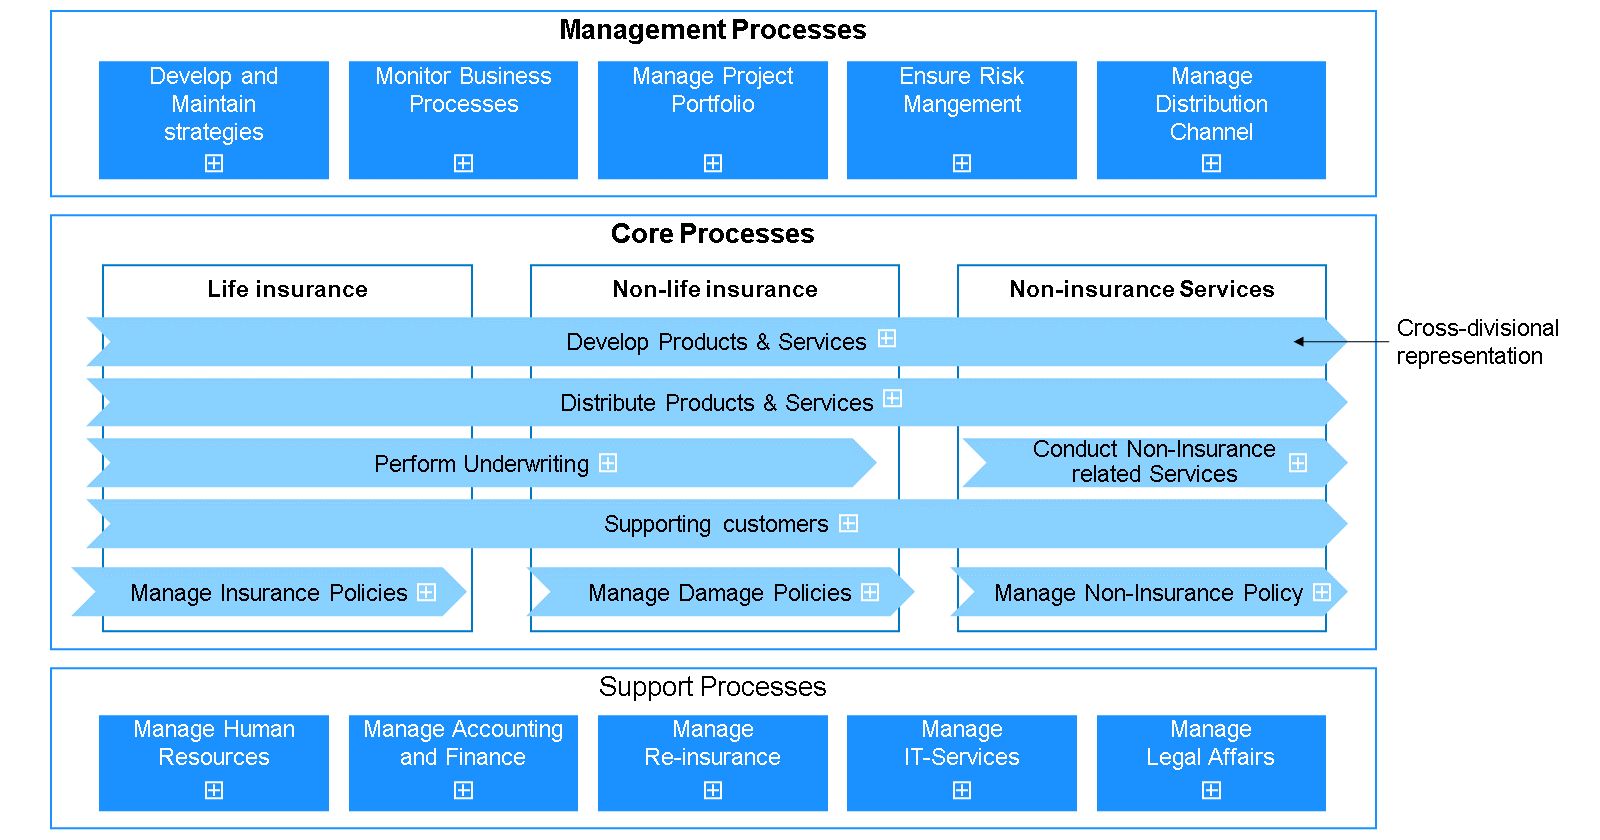 Management Processes
Develop and
Maintain
strategies
Monitor Business
Processes
Manage Project
Portfolio
Ensure Risk
Mangement
Manage
Distribution
Channel
Core Processes
Life insurance
Non-life insurance
Non-insurance Services
Develop Products & Services
Cross-divisional
representation
Distribute Products & Services
Perform Underwriting
Conduct Non-Insurance
related Services
Supporting customers
Manage Insurance Policies
Manage Damage Policies
Manage Non-Insurance Policy
Support Processes
Manage Human
Resources
Manage Accounting
and Finance
Manage
Re-insurance
Manage
IT-Services
Manage
Legal Affairs